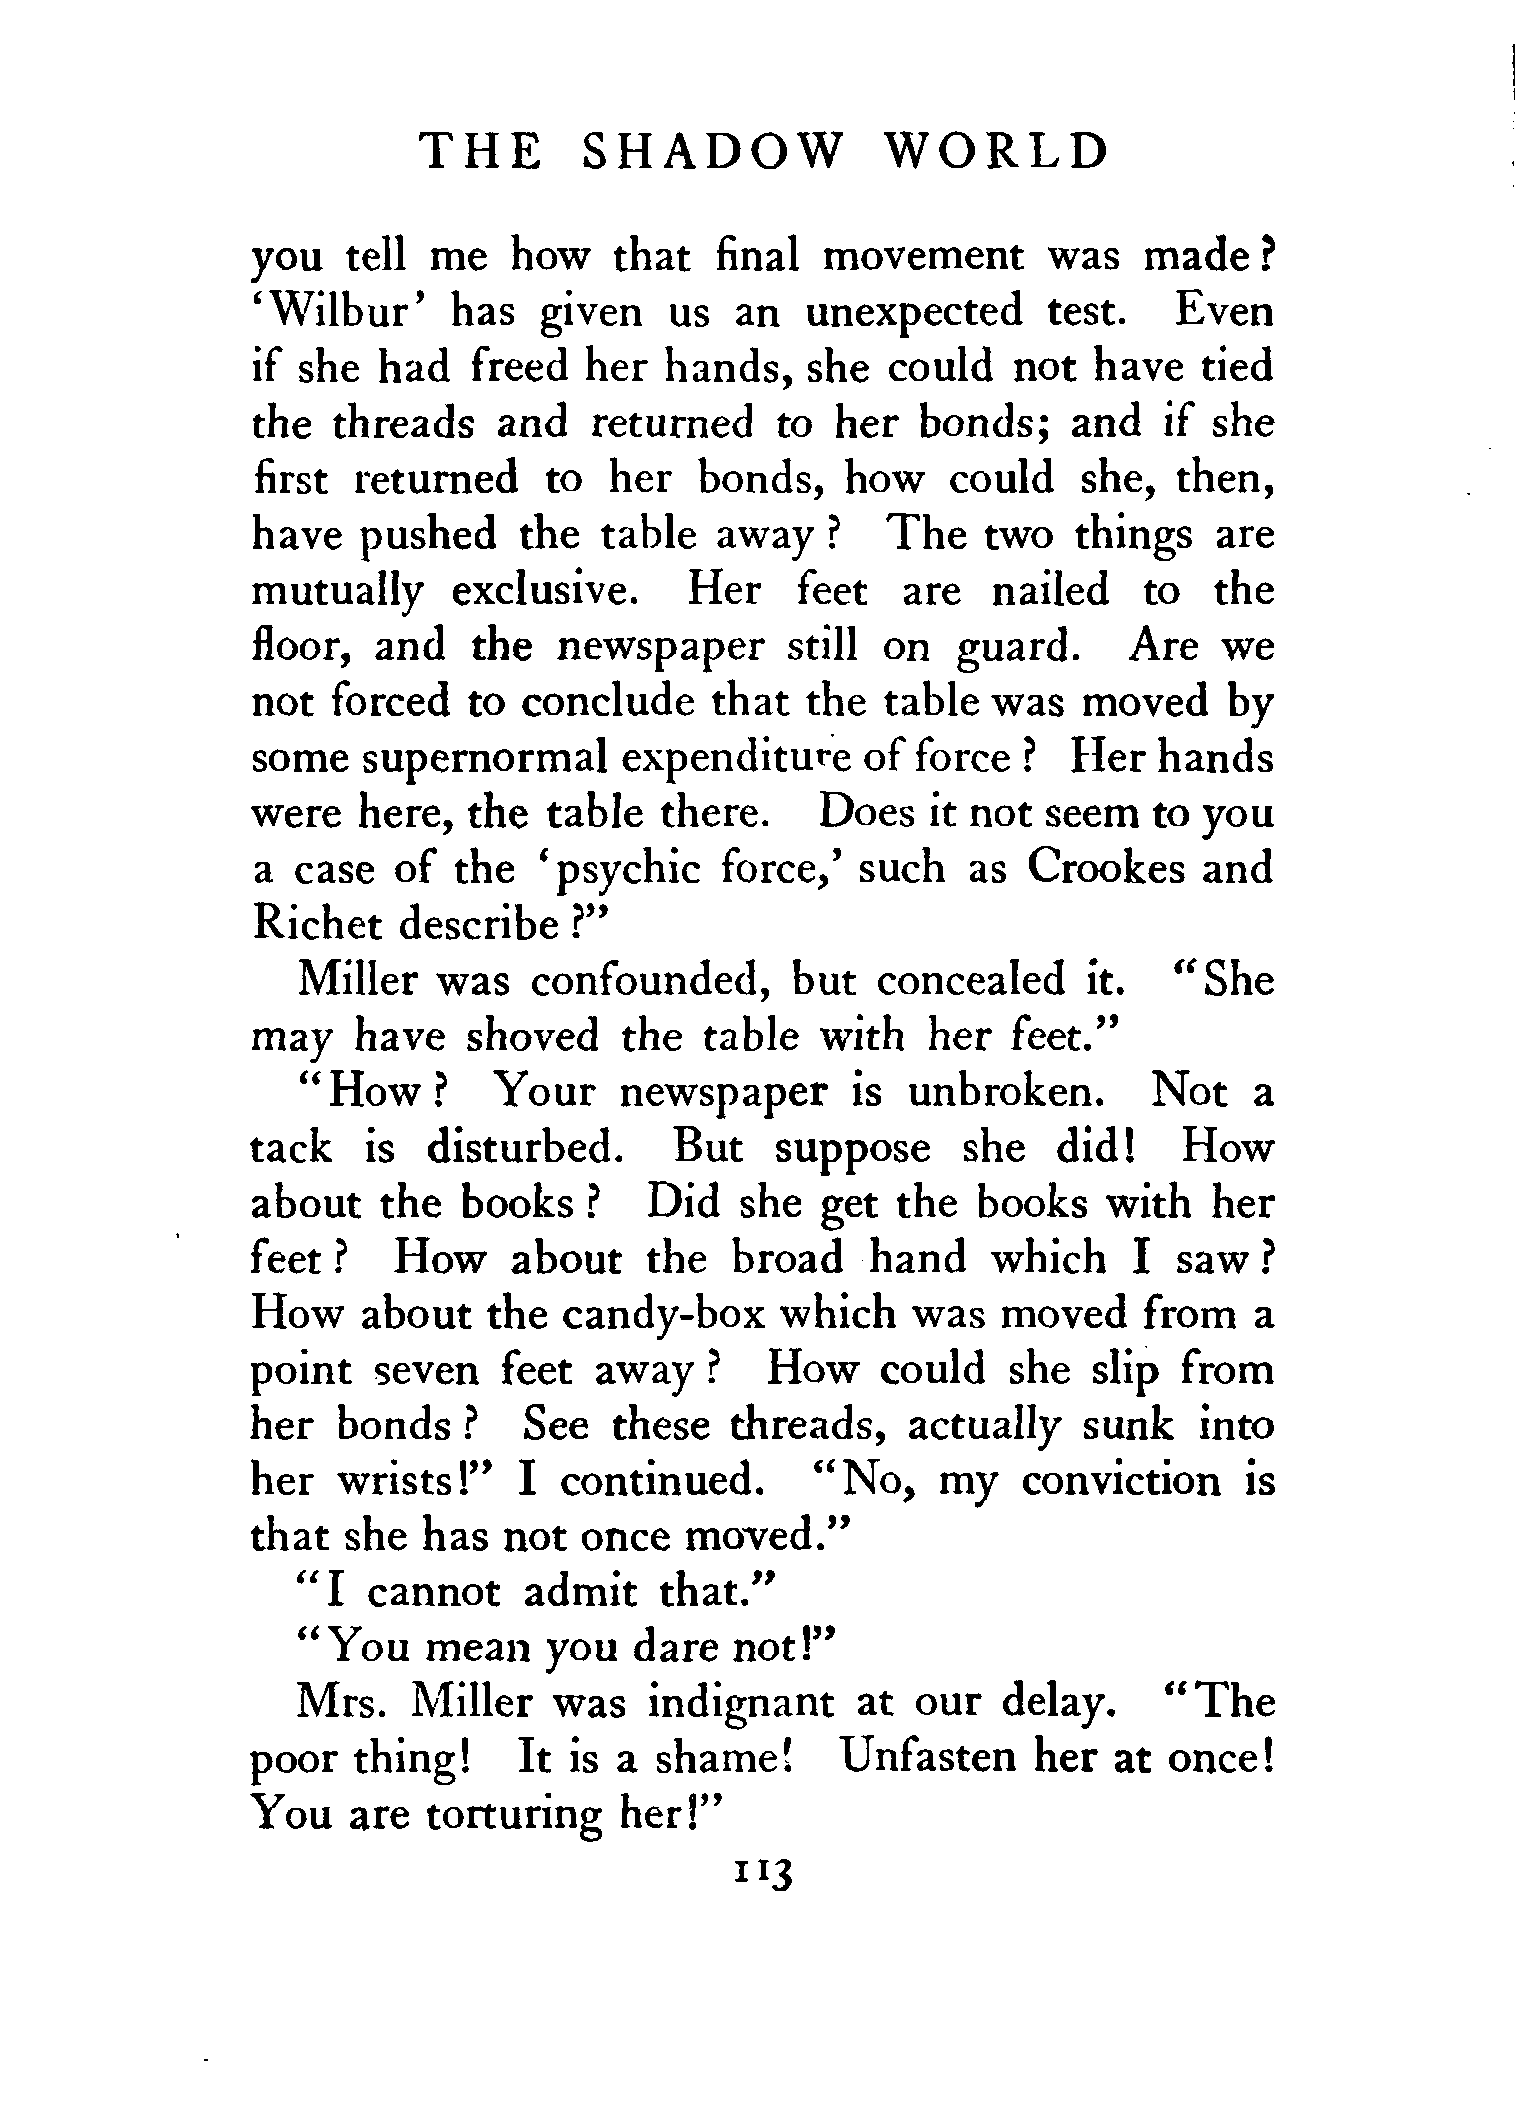 THE SHADOW WORLD
you tell me how that final movement was made?
‘Wilbur’ has given us an unexpected test. Even
if she had freed her hands, she could not have tied
the threads and returned to her bonds; and if she
first returned to her bonds, how could she, then,
have pushed the table away? The two things are
mutually exclusive. Her feet are nailed to the
floor, and the newspaper still on guard. Are we
not forced to conclude that the table was moved by
some supernormal expenditure of force? Her hands
were here, the table there. Does it not seem to you
a case of the ‘psychic force,’ such as Crookes and
Richet describe?”
Miller was confounded, but concealed it. “She
may have shoved the table with her feet.”
“How? Your newspaper is unbroken. Not a
tack is disturbed. But suppose she did! How
about the books? Did she get the books with her
feet? How about the broad hand which I saw?
How about the candy-box which was moved from a
point seven feet away? How could she slip from
her bonds? See these threads, actually sunk into
her wrists!” I continued. “No, my conviction is
that she has not once moved.”
“I cannot admit that.”
“You mean you dare not!”
Mrs. Miller was indignant at our delay. “The
poor thing! It is a shame! Unfasten her at once!
You are torturing her!”
113